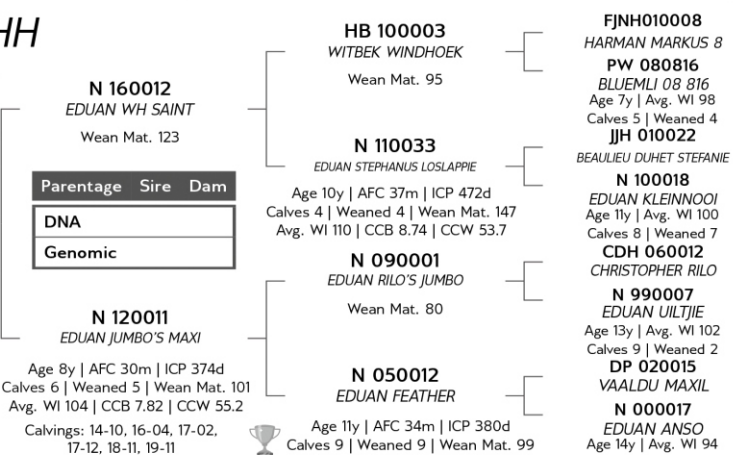 HH
N 160012
EDUAN WH SAINT
Wean Mat. 123
Parentage Sire Dam
DNA
Genomic
N 120011
EDUAN JUMBO'S MAXI
Age 8y | AFC 30m | ICP 374d
Calves 6 | Weaned 5 | Wean Mat. 101
Avg. WI 104 | CCB 7.82 | CCW 55.2
Calvings: 14-10, 16-04, 17-02,
17-12, 18-11, 19-11
HB 100003
WITBEK WINDHOEK
Wean Mat. 95
N 110033
EDUAN STEPHANUS LOSLAPPIE
Age 10y | AFC 37m | ICP 472d
Calves 4 | Weaned 4 | Wean Mat. 147
Avg. WI 110 | CCB 8.74 | CCW 53.7
N 090001
EDUAN RILO'S JUMBO
Wean Mat. 80
N 050012
EDUAN FEATHER
Age 11y | AFC 34m | ICP 380d
Calves 9 | Weaned 9 | Wean Mat. 99
FJNH010008
HARMAN MARKUS 8
PW 080816
BLUEMLI 08 816
Age 7y | Avg. WI 98
Calves 5 | Weaned 4
JJH 010022
BEAULIEU DUHET STEFANIE
N 100018
EDUAN KLEINNOOI
Age 11y | Avg. WI 100
Calves 8 | Weaned 7
CDH 060012
CHRISTOPHER RILO
N 990007
EDUAN UILTJIE
Age 13y | Avg. WI 102
Calves 9 | Weaned 2
DP 020015
VAALDU MAXIL
N 000017
EDUAN ANSO
Age 14y | Avg. WI 94